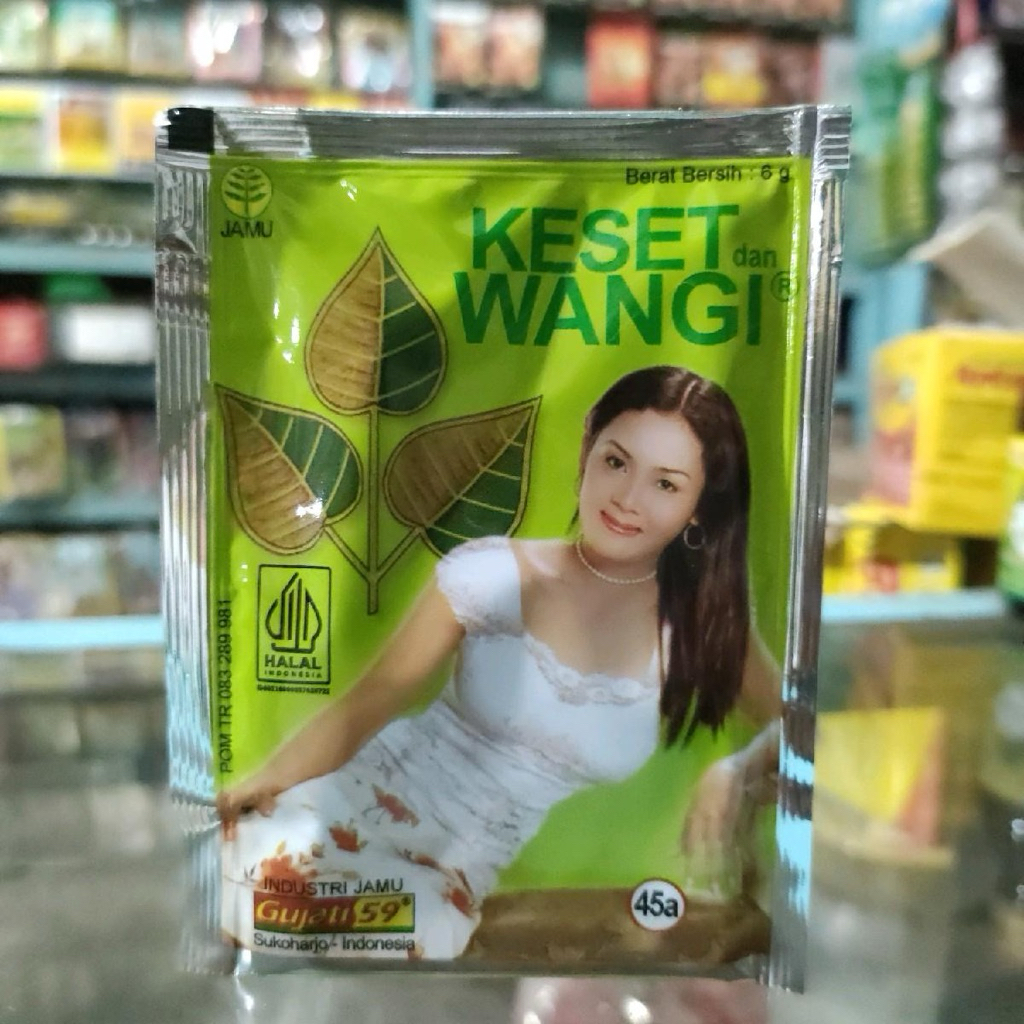 Berat Bersih : 6 g
JAMU
KESET
dan
WANGI®
HALAL
INDONESIA
POM TR 083 289 981
INDUSTRI JAMU
Gujati 59®
Sukoharjo - Indonesia
45a